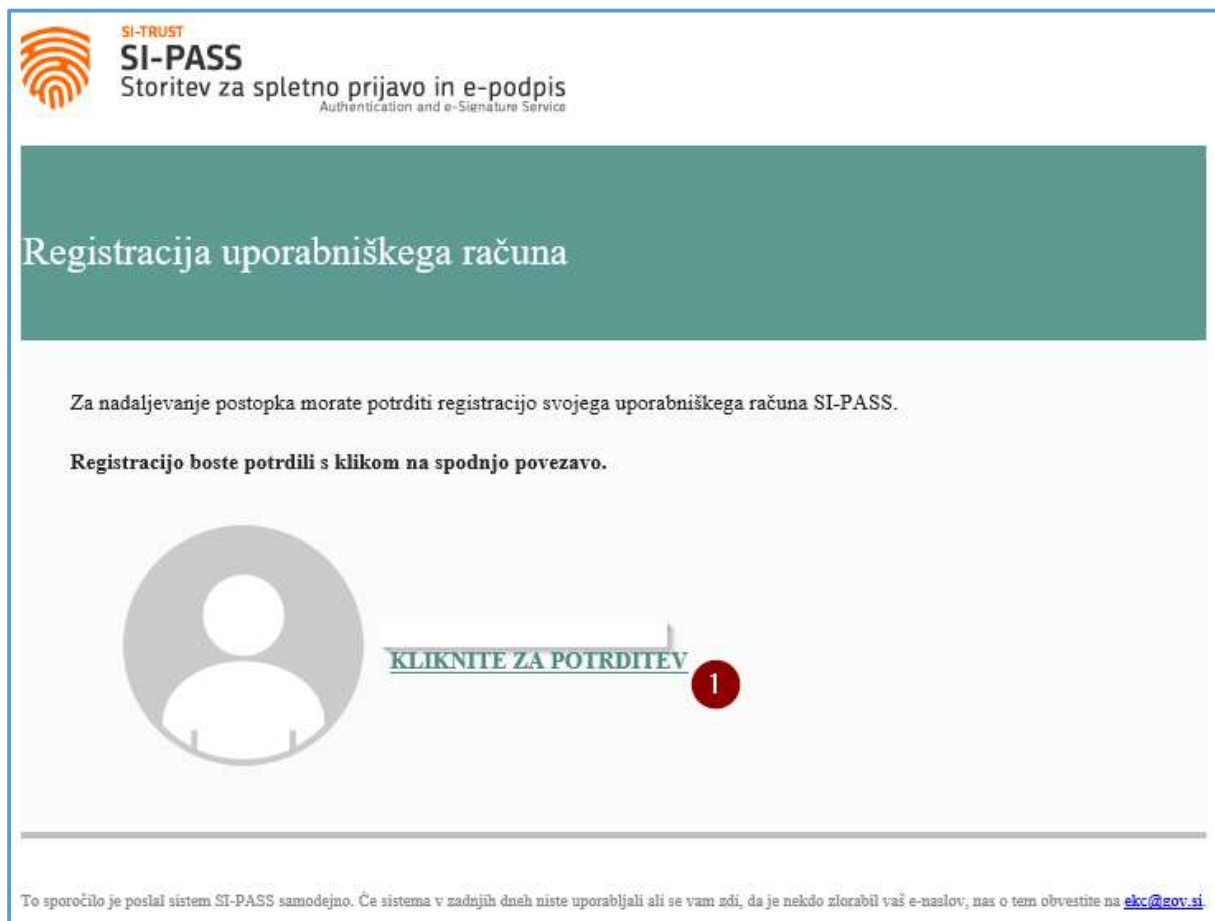 SI-TRUST
SI-PASS
Storitev za spletno prijavo in e-podpis
Authentication and e-Signature Service
Registracija uporabniškega računa
Za nadaljevanje postopka morate potrditi registracijo svojega uporabniškega računa SI-PASS.
Registracijo boste potrdili s klikom na spodnjo povezavo.
KLIKNITE ZA POTRDITEV
1
To sporočilo je poslal sistem SI-PASS samodejno. Če sistema v zadnjih dneh niste uporabljali ali se vam zdi, da je nekdo zlorabil vaš e-naslov, nas o tem obvestite na ekc@gov.si.